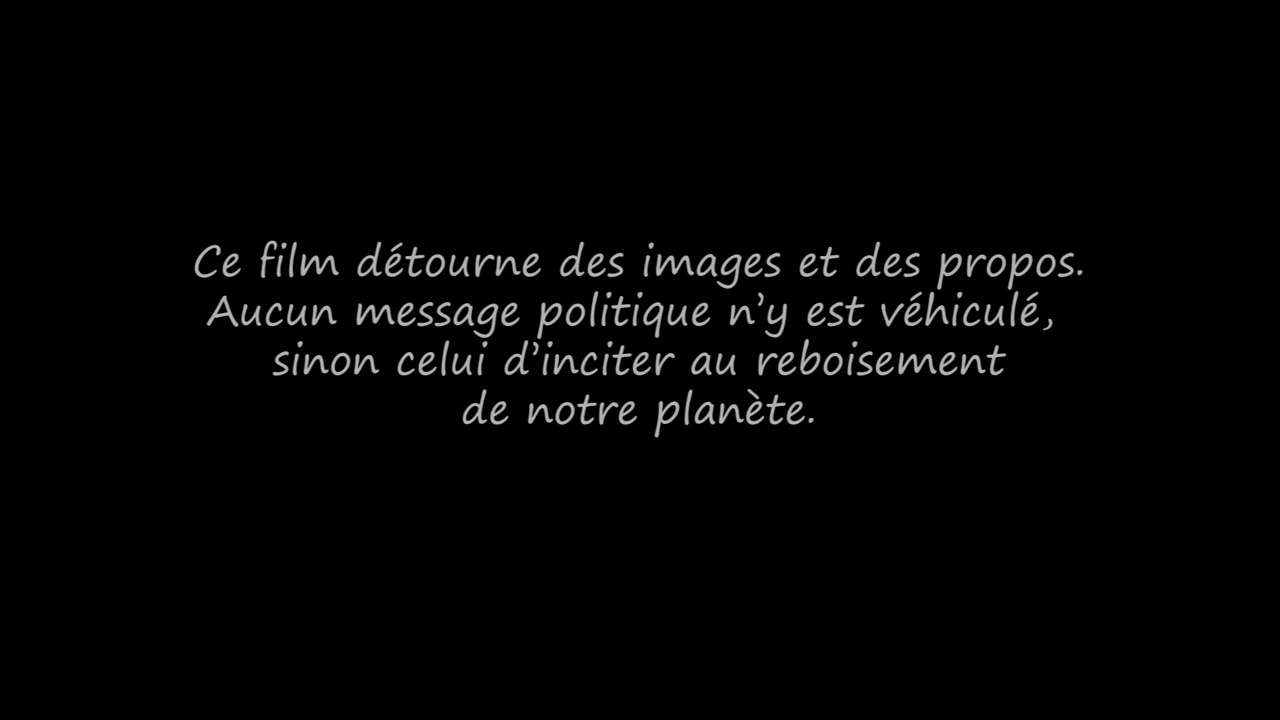 Ce film détourne des images et des propos.
Aucun message politique n’y est véhiculé,
sinon celui d’inciter au reboisement
de notre planète.